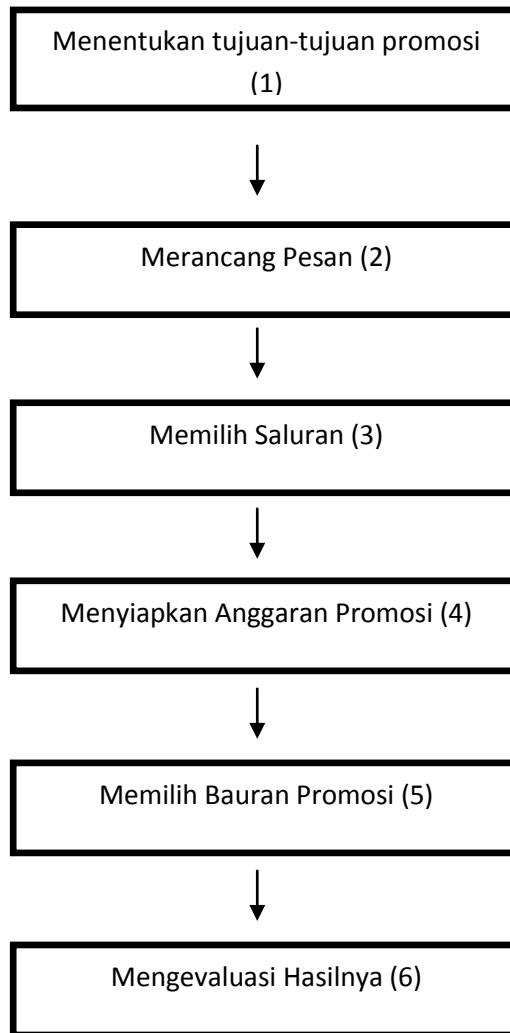 Menentukan tujuan-tujuan promosi
(1)
Merancang Pesan (2)
Memilih Saluran (3)
Menyiapkan Anggaran Promosi (4)
Memilih Bauran Promosi (5)
Mengevaluasi Hasilnya (6)